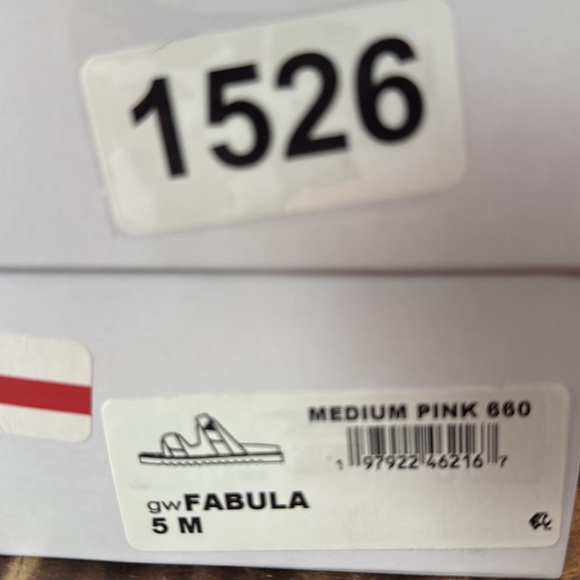 1526
MEDIUM PINK 660
1 97922 46216 7
gwFABULA
5 M